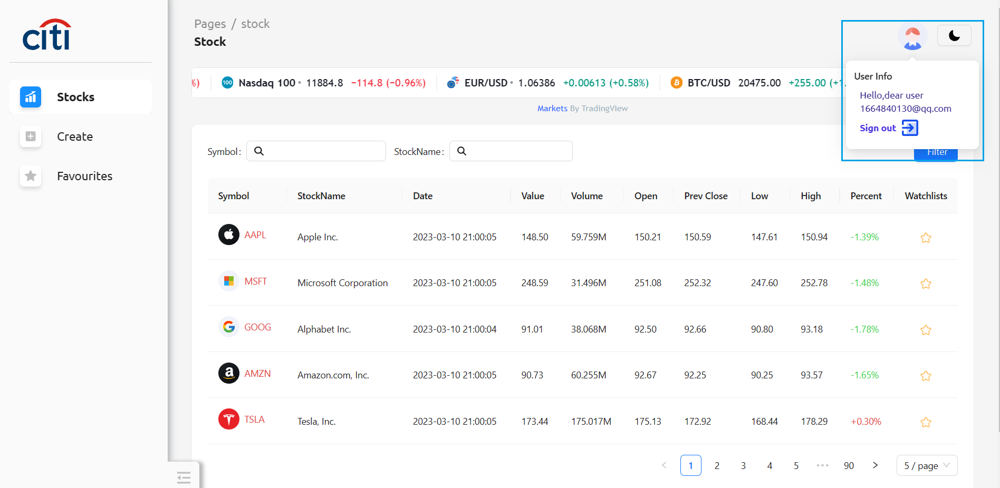 citi
Stocks
Create
Favourites
Pages / stock
Stock
%)
100 Nasdaq 100 • 11884.8 −114.8 (−0.96%)
EUR/USD • 1.06386 +0.00613 (+0.58%)
BTC/USD 20475.00 +255.00 (+1.
Markets By TradingView
User Info
Hello,dear user
1664840130@qq.com
Sign out
Symbol: StockName: Filter
Symbol StockName Date Value Volume Open Prev Close Low High Percent Watchlists
AAPL Apple Inc. 2023-03-10 21:00:05 148.50 59.759M 150.21 150.59 147.61 150.94 -1.39%
MSFT Microsoft Corporation 2023-03-10 21:00:05 248.59 31.496M 251.08 252.32 247.60 252.78 -1.48%
GOOG Alphabet Inc. 2023-03-10 21:00:04 91.01 38.068M 92.50 92.66 90.80 93.18 -1.78%
AMZN Amazon.com, Inc. 2023-03-10 21:00:05 90.73 60.255M 92.67 92.25 90.25 93.57 -1.65%
TSLA Tesla, Inc. 2023-03-10 21:00:05 173.44 175.017M 175.13 172.92 168.44 178.29 +0.30%
< 1 2 3 4 5 ••• 90 > 5 / page